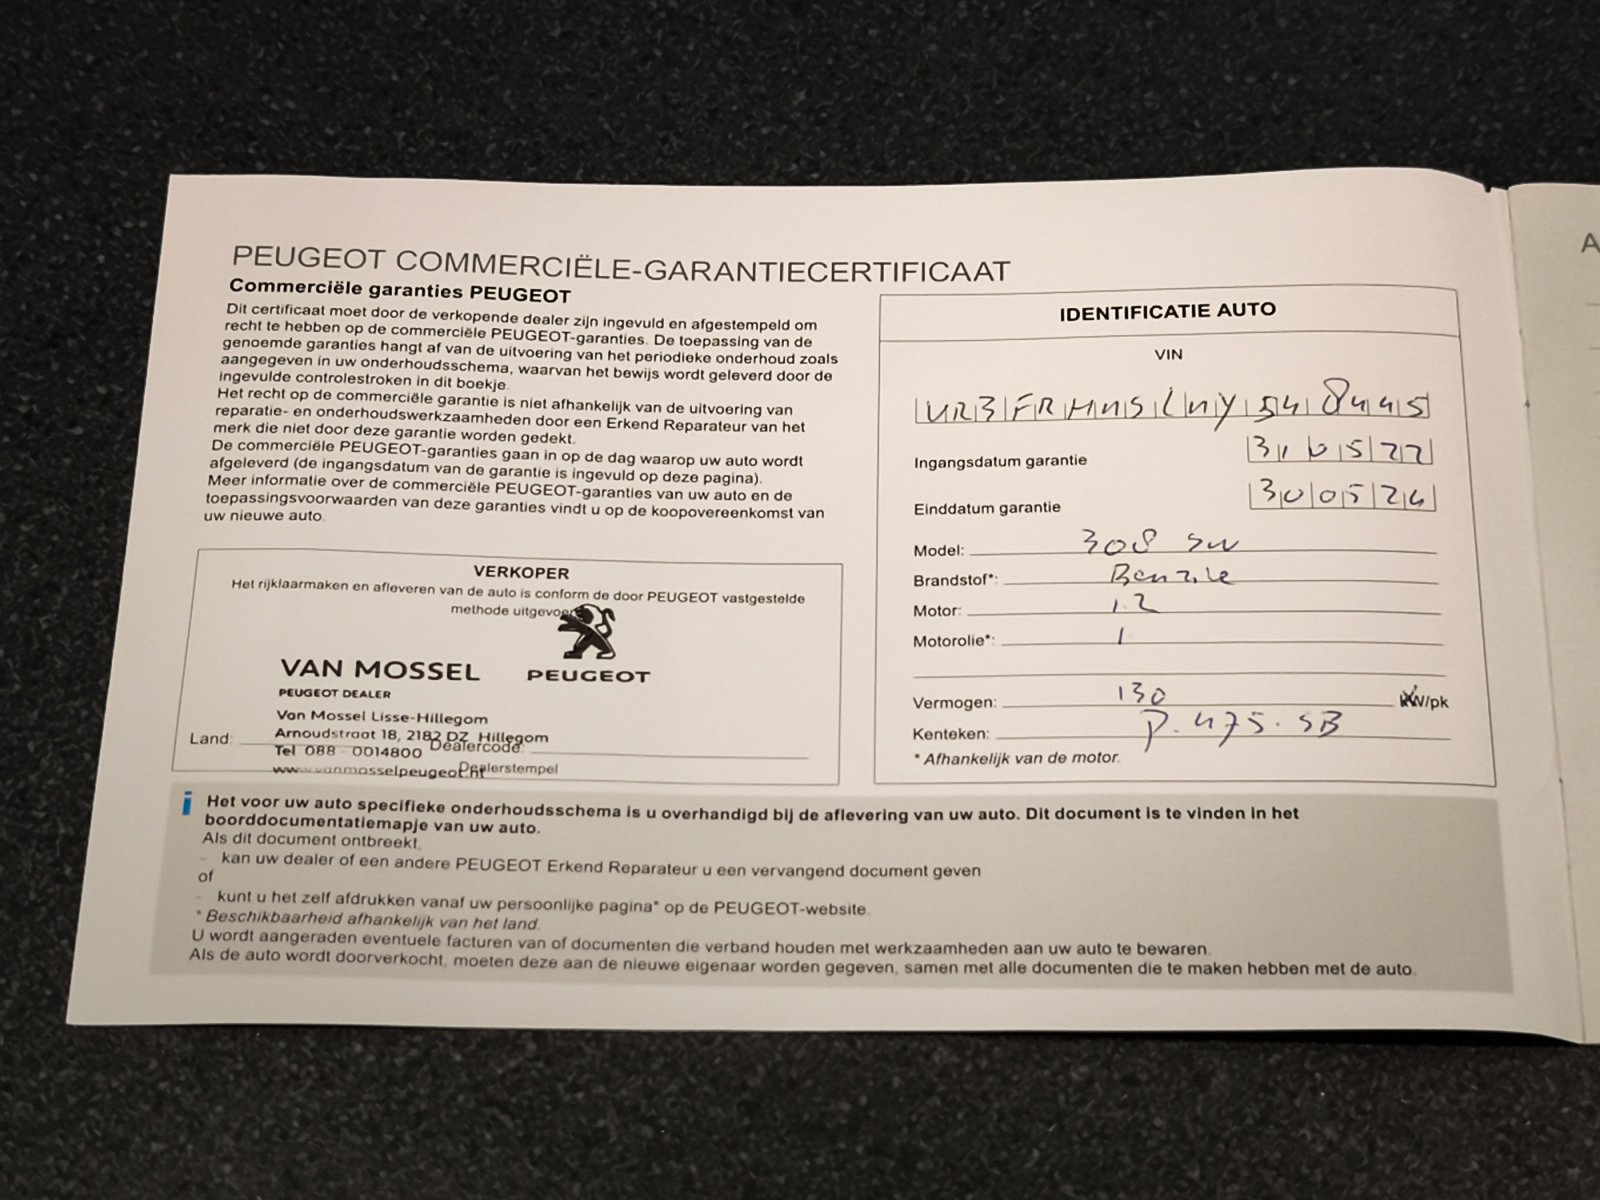 PEUGEOT COMMERCIËLE-GARANTIECERTIFICAAT
Commerciële garanties PEUGEOT
Dit certificaat moet door de verkopende dealer zijn ingevuld en afgestempeld om
recht te hebben op de commerciële PEUGEOT-garanties. De toepassing van de
genoemde garanties hangt af van de uitvoering van het periodieke onderhoud zoals
aangegeven in uw onderhoudsschema, waarvan het bewijs wordt geleverd door de
ingevulde controlestroken in dit boekje.
Het recht op de commerciële garantie is niet afhankelijk van de uitvoering van
reparatie- en onderhoudswerkzaamheden door een Erkend Reparateur van het
merk die niet door deze garantie worden gedekt.
De commerciële PEUGEOT-garanties gaan in op de dag waarop uw auto wordt
afgeleverd (de ingangsdatum van de garantie is ingevuld op deze pagina).
Meer informatie over de commerciële PEUGEOT-garanties van uw auto en de
toepassingsvoorwaarden van deze garanties vindt u op de koopovereenkomst van
uw nieuwe auto.
VERKOPER
Het rijklaarmaken en afleveren van de auto is conform de door PEUGEOT vastgestelde
methode uitgevoer
VAN MOSSEL PEUGEOT
PEUGEOT DEALER
Van Mossel Lisse-Hillegom
Arnoudstraat 18, 2182 DZ Hillegom
Land: Tel 088 - 0014800 Dealercode:
www.vanmosselpeugeot.nl Dealerstempel
IDENTIFICATIE AUTO
VIN
VR3FRHNSLNY548445
Ingangsdatum garantie 310522
Einddatum garantie 300524
Model: 308 SW
Brandstof*: Benzile
Motor: 1.2
Motorolie*: 1
Vermogen: 130 kW/pk
Kenteken: P.475.SB
* Afhankelijk van de motor.
i Het voor uw auto specifieke onderhoudsschema is u overhandigd bij de aflevering van uw auto. Dit document is te vinden in het
boorddocumentatiemapje van uw auto.
Als dit document ontbreekt,
- kan uw dealer of een andere PEUGEOT Erkend Reparateur u een vervangend document geven
of
- kunt u het zelf afdrukken vanaf uw persoonlijke pagina* op de PEUGEOT-website.
* Beschikbaarheid afhankelijk van het land.
U wordt aangeraden eventuele facturen van of documenten die verband houden met werkzaamheden aan uw auto te bewaren.
Als de auto wordt doorverkocht, moeten deze aan de nieuwe eigenaar worden gegeven, samen met alle documenten die te maken hebben met de auto.
A